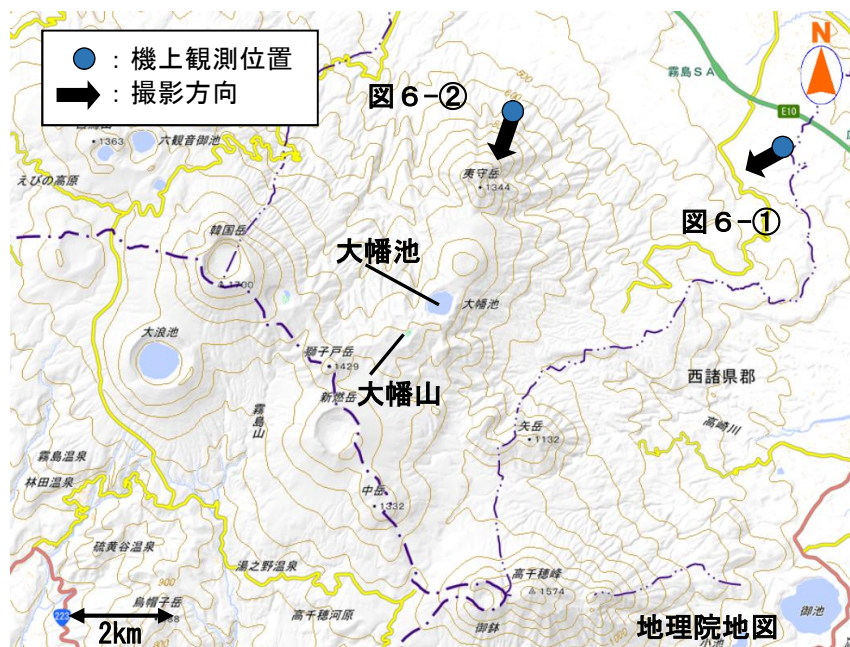 ：機上観測位置
：撮影方向
N
霧島SA
E10
図６-②
図６-①
500
600
・1363
六観音御池
えびの高原
夷守岳
・1344
韓国岳
1700
大幡池
大幡池
大浪池
獅子戸岳
・1429
大幡山
新燃岳
霧島山
西諸県郡
高崎川
矢岳
・1132
霧島温泉
林田温泉
中岳
・1332
硫黄谷温泉
湯之野温泉
900
烏帽子岳
高千穂河原
高千穂峰
1574
御鉢
御池
223
2km
地理院地図